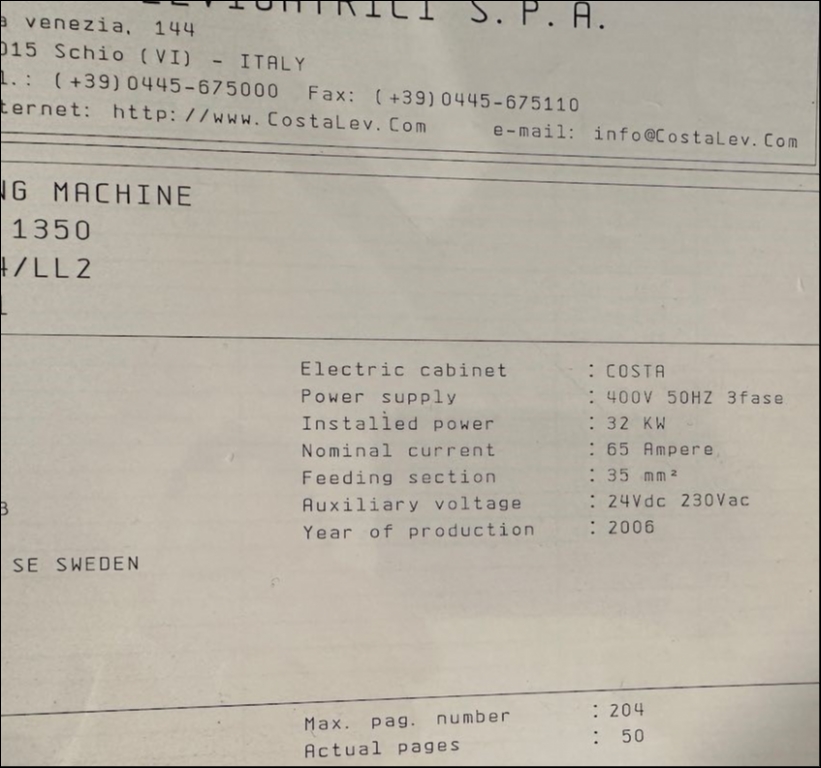 S.P.A.
venezia, 144
015 Schio (VI) - ITALY
(+39)0445-675000 Fax: (+39)0445-675110
ternet: http://www.CostaLev.Com e-mail: info@CostaLev.Com
NG MACHINE
1350
4/LL2
Electric cabinet : COSTA
Power supply : 400V 50HZ 3fase
Installed power : 32 KW
Nominal current : 65 Ampere
Feeding section : 35 mm²
Auxiliary voltage : 24Vdc 230Vac
Year of production : 2006
SE SWEDEN
Max. pag. number : 204
Actual pages : 50